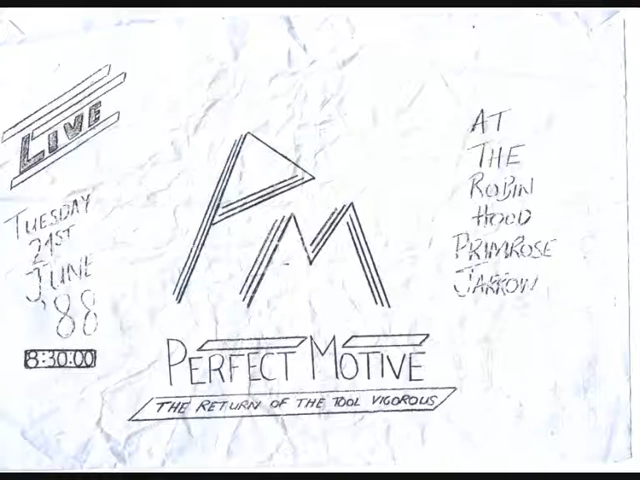 LIVE
TUESDAY
21ST
JUNE
'88
8:30:00
PM
PERFECT MOTIVE
THE RETURN OF THE TOOL VIGOROUS
AT
THE
ROBIN
HOOD
PRIMROSE
JARROW